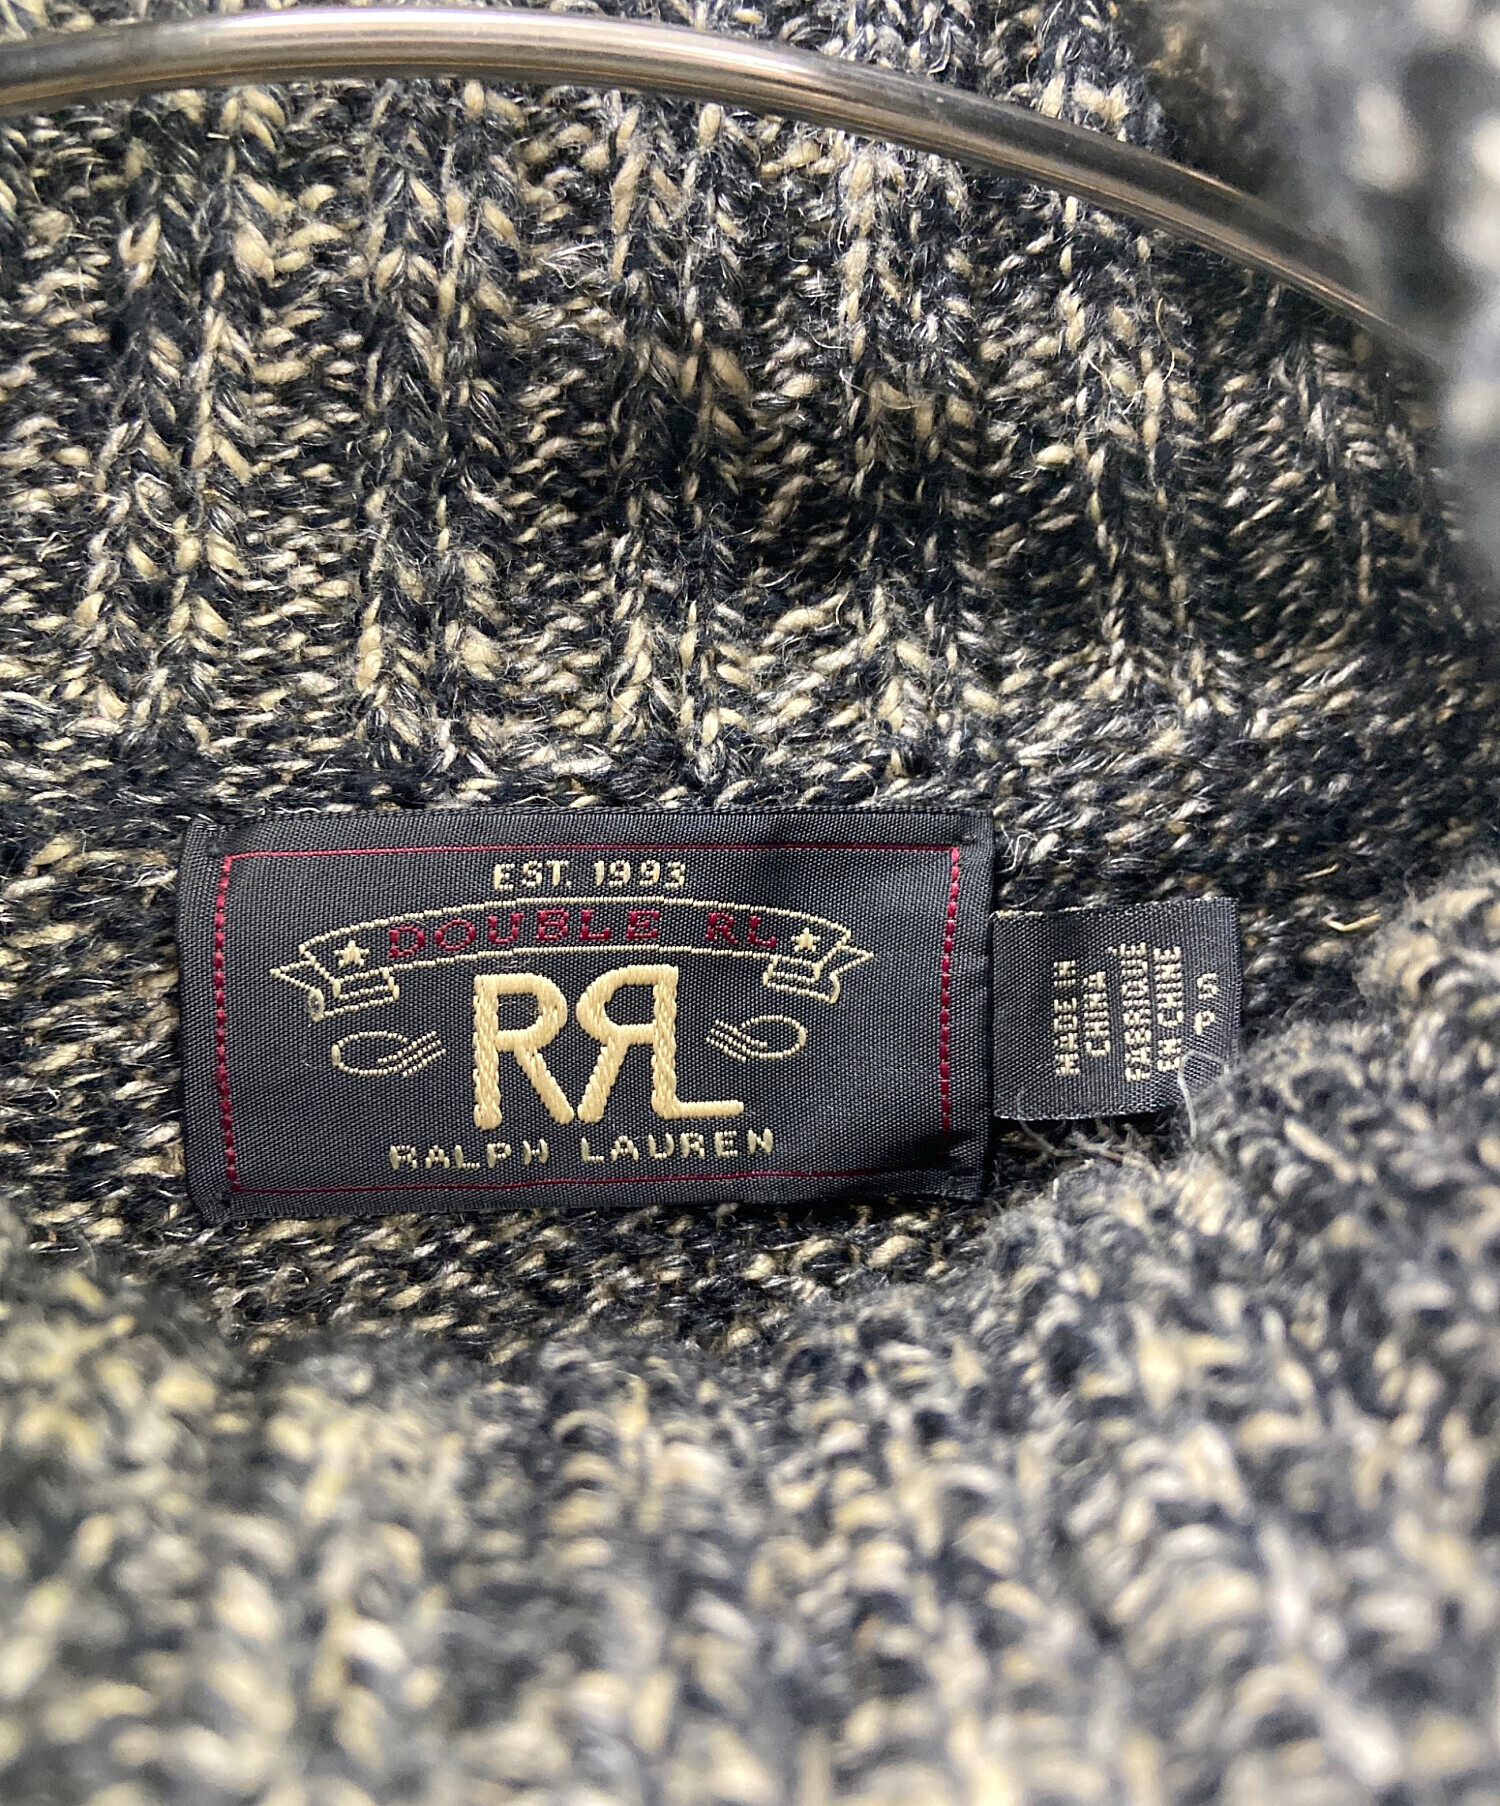 EST. 1993
DOUBLE RL
RRL
RALPH LAUREN
MADE IN
CHINA
FABRIQUÉ
EN CHINE
S
P